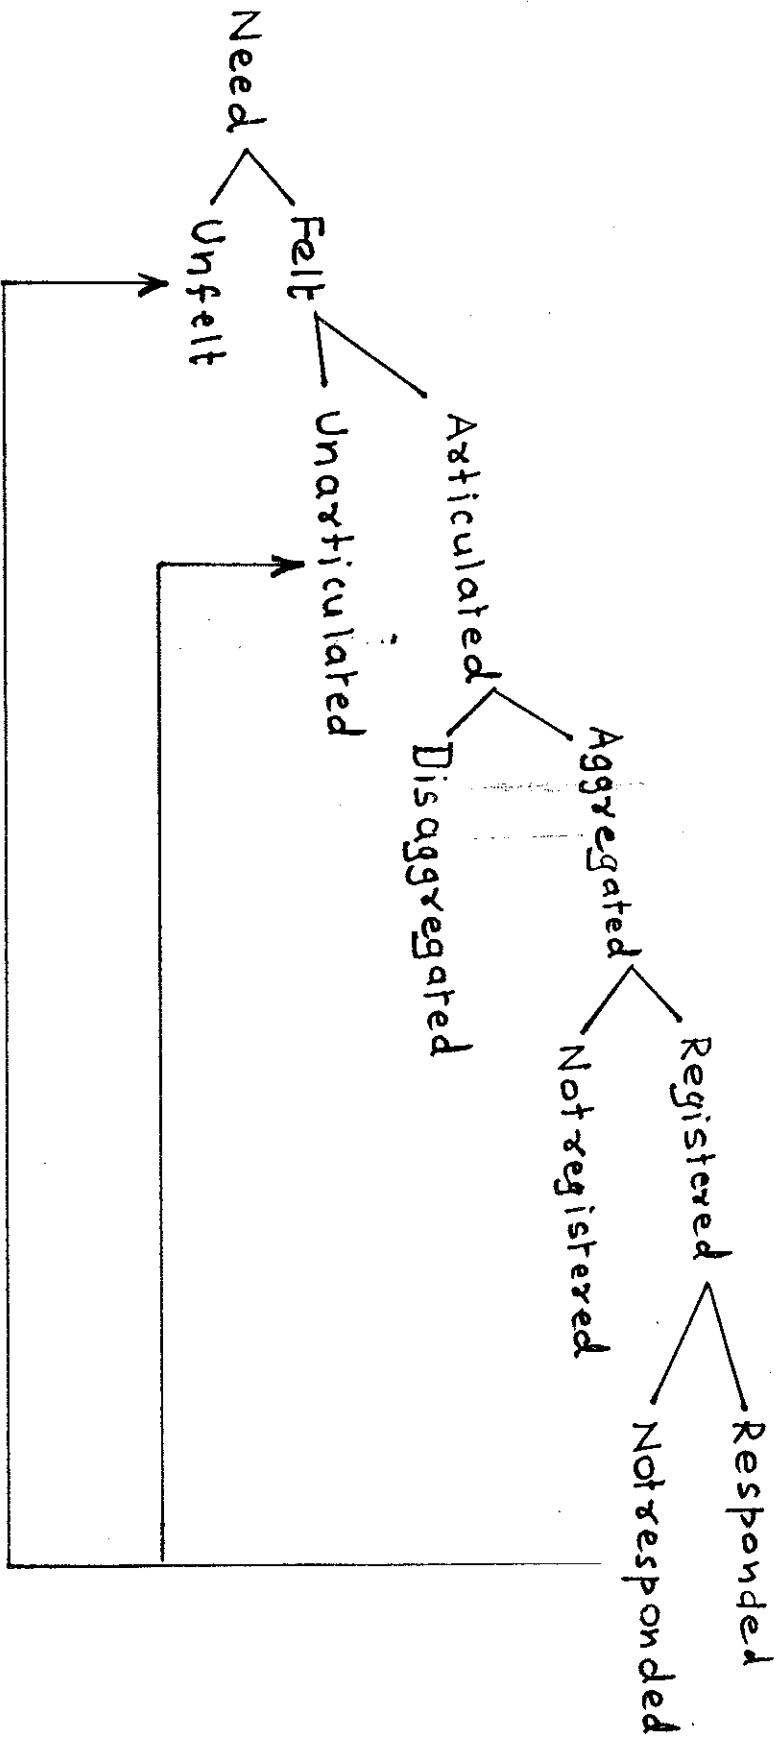 Need
Felt
Unfelt
Articulated
Unarticulated
Aggregated
Disaggregated
Registered
Not registered
Responded
Not responded